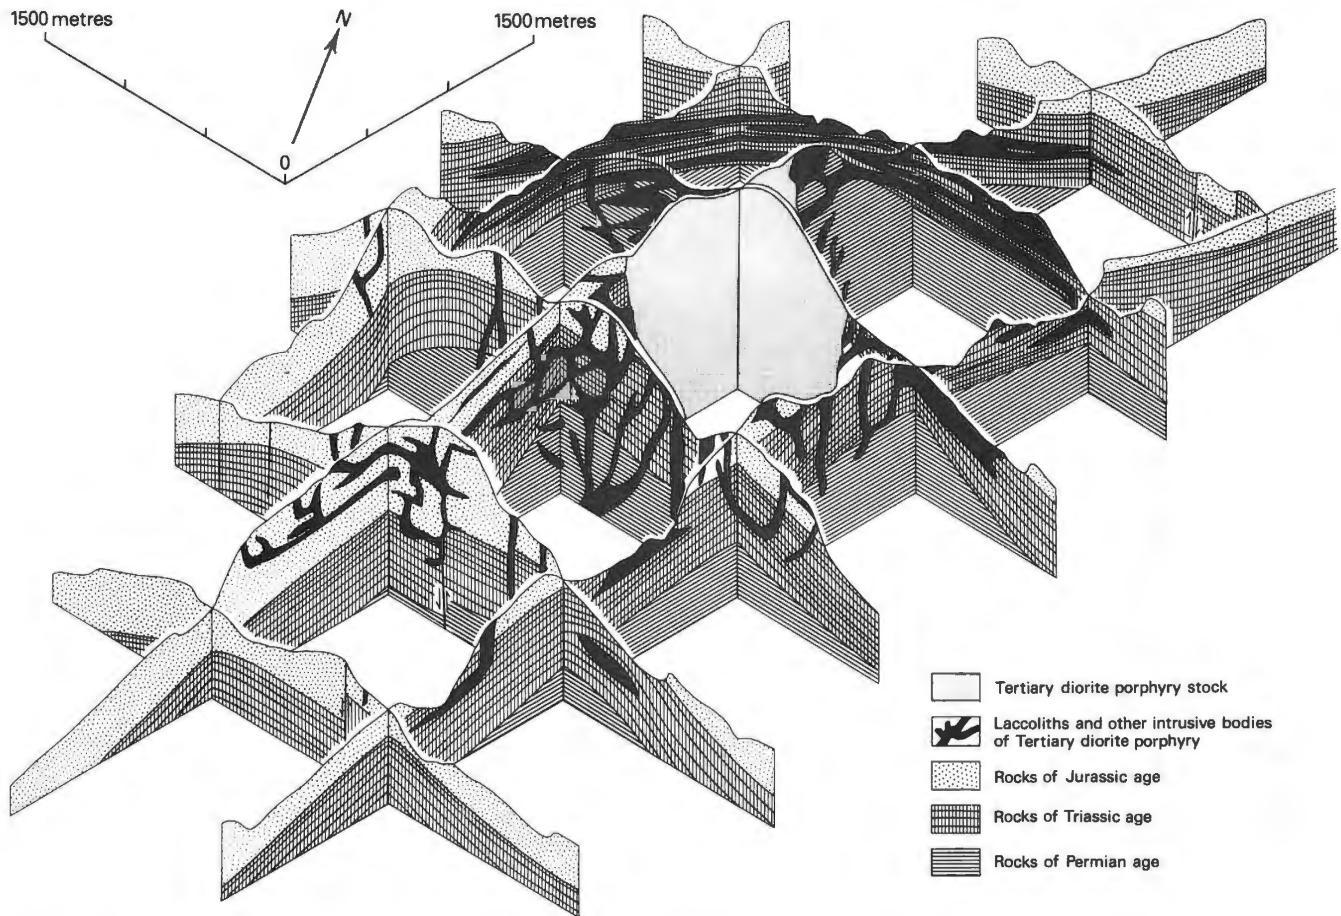 1500 metres
N
1500 metres
0
Tertiary diorite porphyry stock
Laccoliths and other intrusive bodies
of Tertiary diorite porphyry
Rocks of Jurassic age
Rocks of Triassic age
Rocks of Permian age